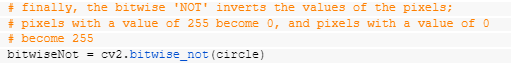 # finally, the bitwise 'NOT' inverts the values of the pixels;
# pixels with a value of 255 become 0, and pixels with a value of 0
# become 255
bitwiseNot = cv2.bitwise_not(circle)